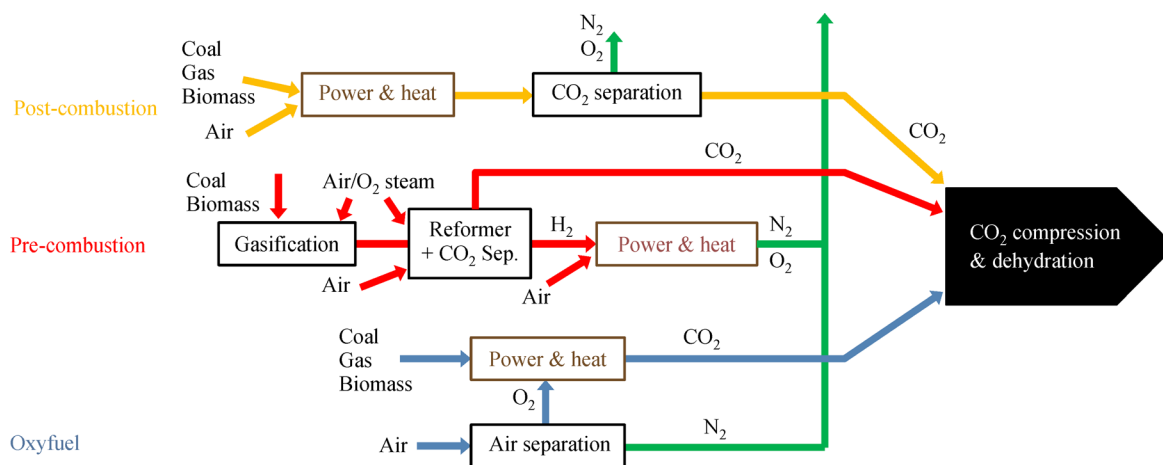 N₂
O₂
Coal
Gas
Biomass
Air
Post-combustion
Power & heat
CO₂ separation
CO₂
Coal
Biomass
Air/O₂ steam
CO₂
Pre-combustion
Gasification
Reformer
+ CO₂ Sep.
H₂
Air
Air
Power & heat
N₂
O₂
CO₂ compression
& dehydration
Coal
Gas
Biomass
Power & heat
CO₂
O₂
Oxyfuel
Air
Air separation
N₂